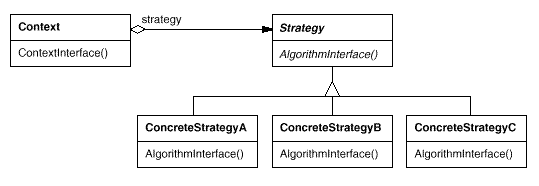 Context
ContextInterface()
strategy
Strategy
AlgorithmInterface()
ConcreteStrategyA
AlgorithmInterface()
ConcreteStrategyB
AlgorithmInterface()
ConcreteStrategyC
AlgorithmInterface()